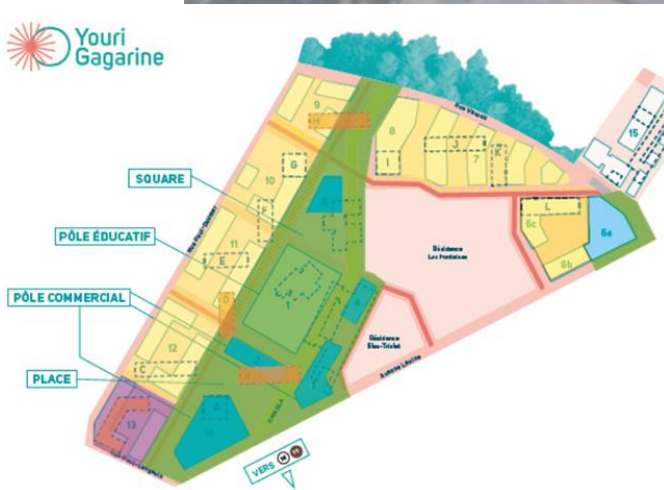 Youri
Gagarine
SQUARE
PÔLE ÉDUCATIF
PÔLE COMMERCIAL
PLACE
9
H
8
I
J
7
K
15
G
10
F
11
E
D
12
C
13
1
A
L
6c
6b
6a
Résidence
Les Fontaines
Résidence
Elsa-Triolet
VERS